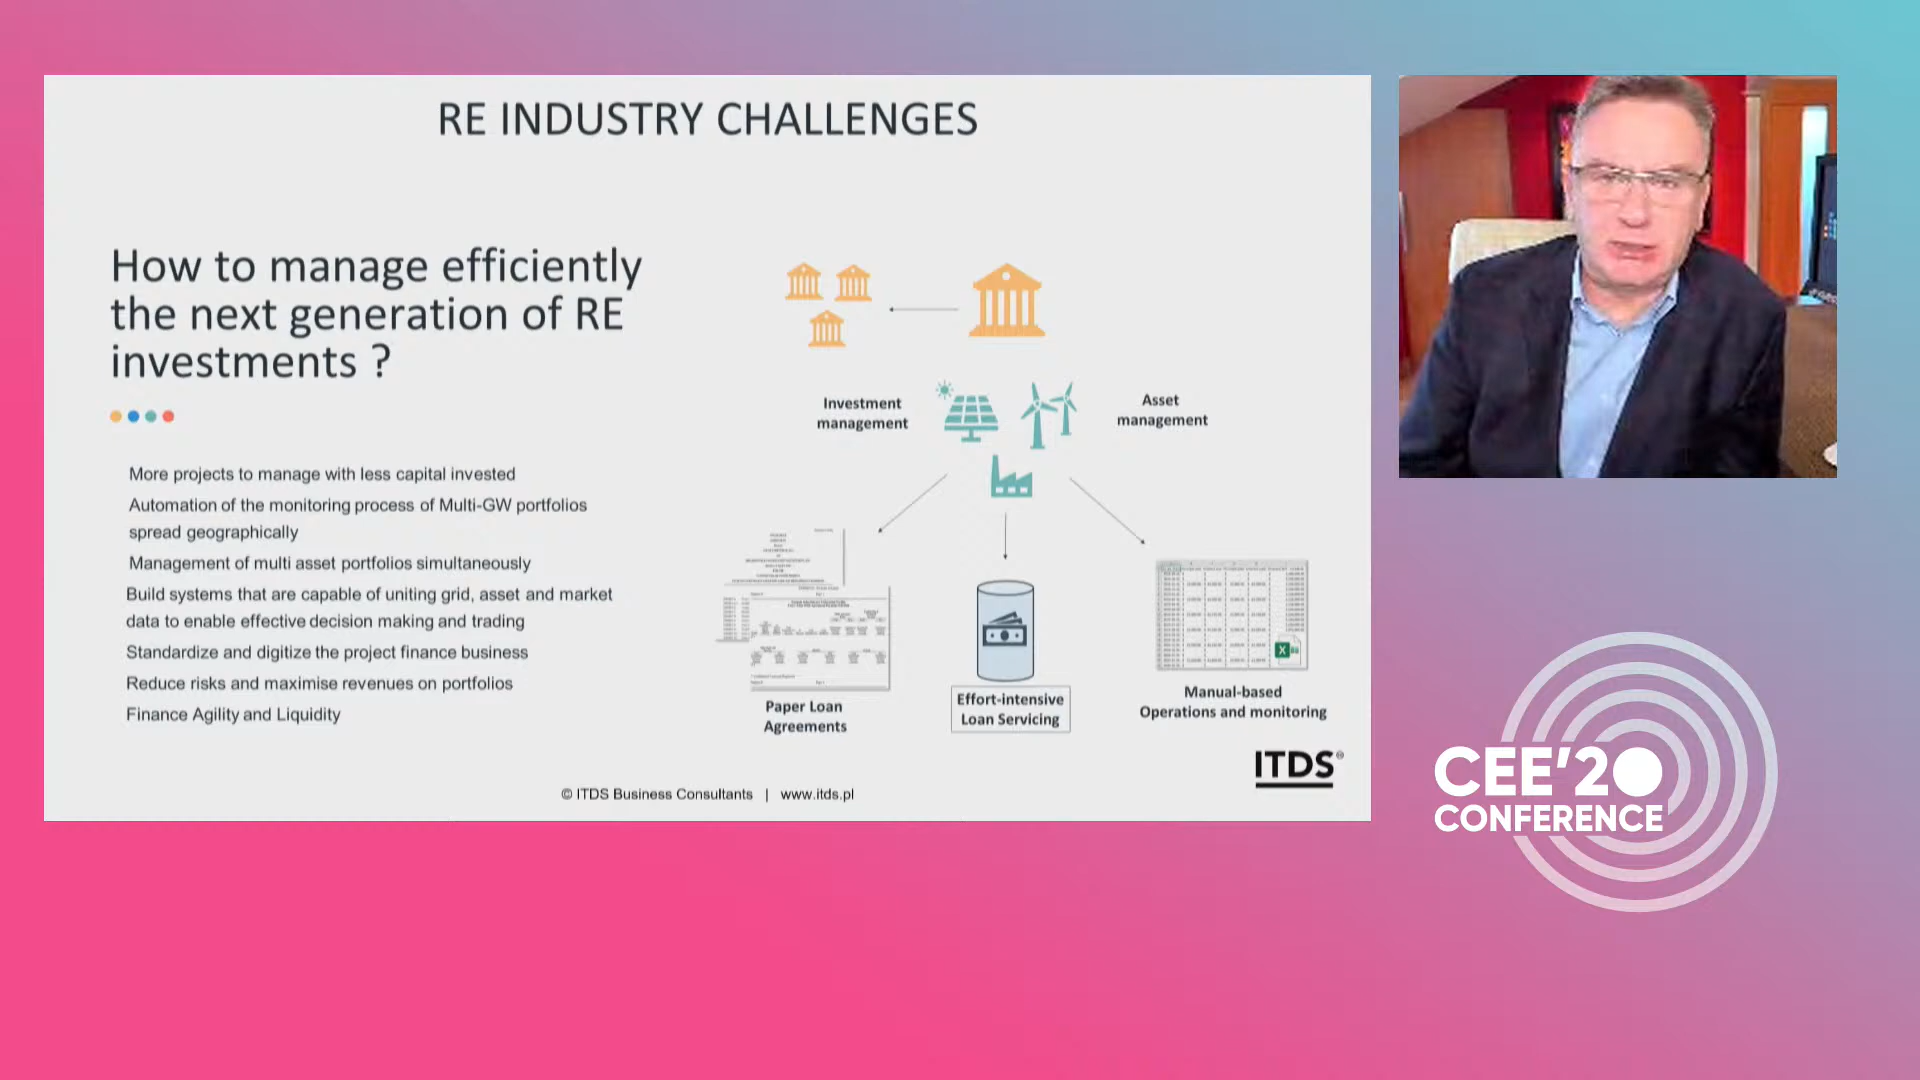 RE INDUSTRY CHALLENGES
How to manage efficiently
the next generation of RE
investments ?
More projects to manage with less capital invested
Automation of the monitoring process of Multi-GW portfolios
spread geographically
Management of multi asset portfolios simultaneously
Build systems that are capable of uniting grid, asset and market
data to enable effective decision making and trading
Standardize and digitize the project finance business
Reduce risks and maximise revenues on portfolios
Finance Agility and Liquidity
Investment
management
Asset
management
Paper Loan
Agreements
Effort-intensive
Loan Servicing
Manual-based
Operations and monitoring
ITDS
© ITDS Business Consultants | www.itds.pl
CEE'20
CONFERENCE